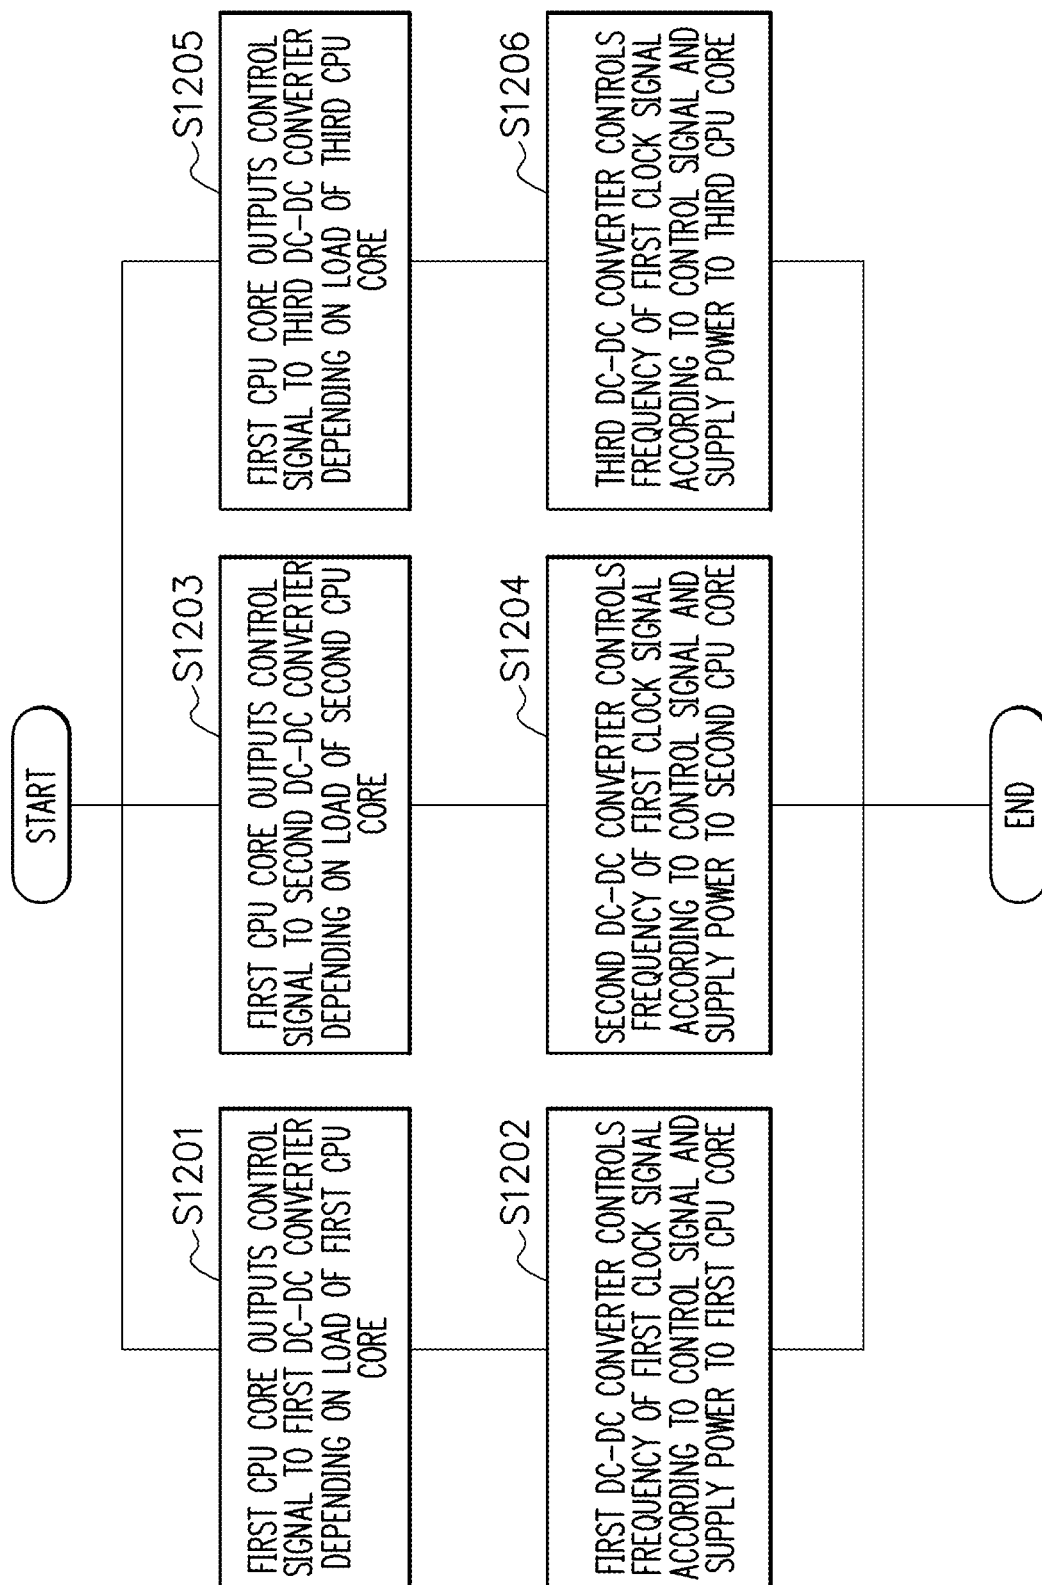 START
S1201
FIRST CPU CORE OUTPUTS CONTROL
SIGNAL TO FIRST DC-DC CONVERTER
DEPENDING ON LOAD OF FIRST CPU
CORE
S1203
FIRST CPU CORE OUTPUTS CONTROL
SIGNAL TO SECOND DC-DC CONVERTER
DEPENDING ON LOAD OF SECOND CPU
CORE
S1205
FIRST CPU CORE OUTPUTS CONTROL
SIGNAL TO THIRD DC-DC CONVERTER
DEPENDING ON LOAD OF THIRD CPU
CORE
S1202
FIRST DC-DC CONVERTER CONTROLS
FREQUENCY OF FIRST CLOCK SIGNAL
ACCORDING TO CONTROL SIGNAL AND
SUPPLY POWER TO FIRST CPU CORE
S1204
SECOND DC-DC CONVERTER CONTROLS
FREQUENCY OF FIRST CLOCK SIGNAL
ACCORDING TO CONTROL SIGNAL AND
SUPPLY POWER TO SECOND CPU CORE
S1206
THIRD DC-DC CONVERTER CONTROLS
FREQUENCY OF FIRST CLOCK SIGNAL
ACCORDING TO CONTROL SIGNAL AND
SUPPLY POWER TO THIRD CPU CORE
END